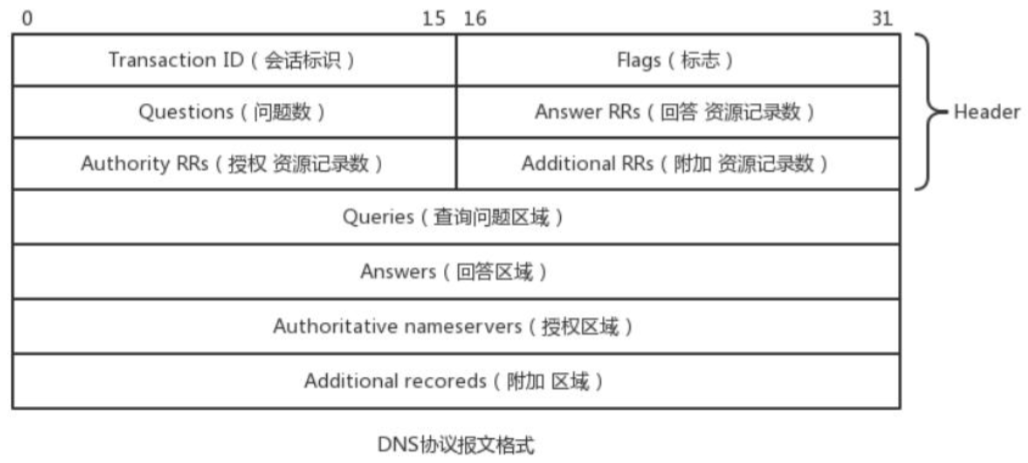 0 15 16 31
Transaction ID ( 会话标识 ) Flags ( 标志 )
Questions ( 问题数 ) Answer RRs ( 回答 资源记录数 )
Header
Authority RRs ( 授权 资源记录数 ) Additional RRs ( 附加 资源记录数 )
Queries ( 查询问题区域 )
Answers ( 回答区域 )
Authoritative nameservers ( 授权区域 )
Additional recoreds ( 附加 区域 )
DNS协议报文格式